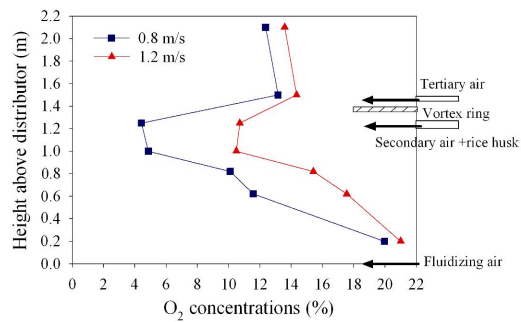 2.2
2.0
1.8
1.6
1.4
1.2
1.0
0.8
0.6
0.4
0.2
0.0
Height above distributor (m)
0.8 m/s
1.2 m/s
Tertiary air
Vortex ring
Secondary air +rice husk
Fluidizing air
0 2 4 6 8 10 12 14 16 18 20 22
O₂ concentrations (%)